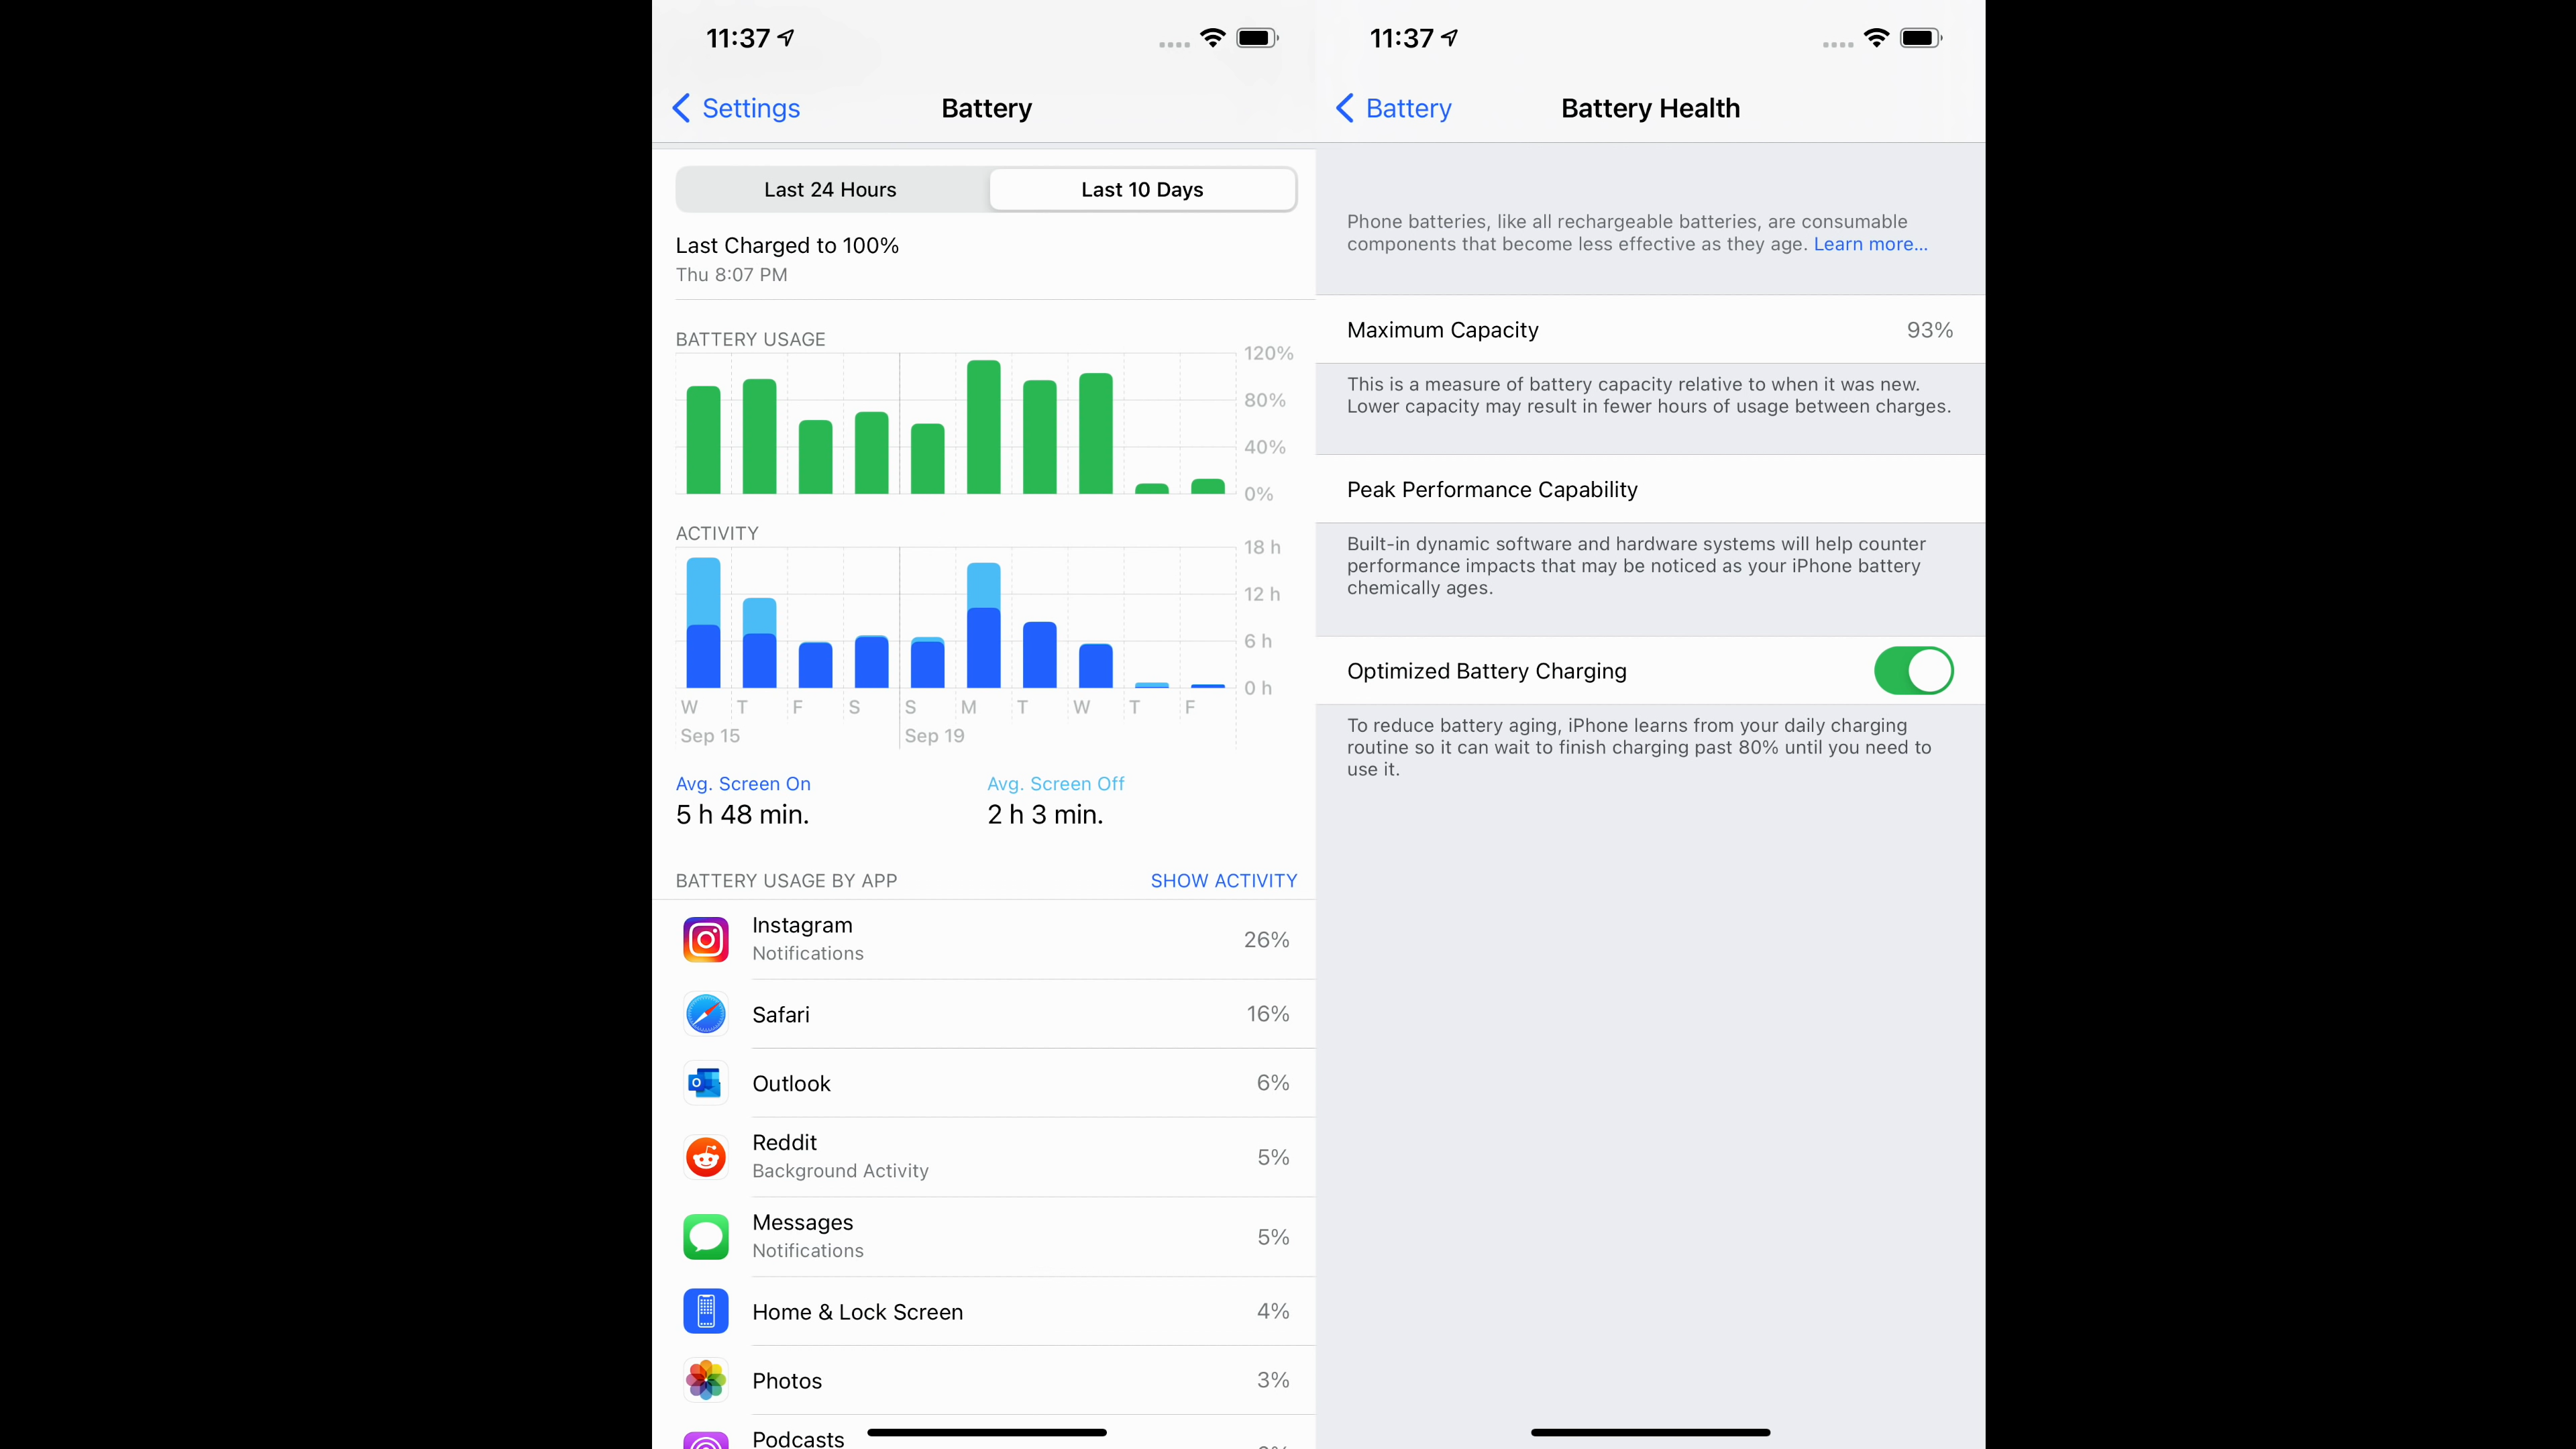 11:37
Settings
Battery
Last 24 Hours
Last 10 Days
Last Charged to 100%
Thu 8:07 PM
BATTERY USAGE
120%
80%
40%
0%
ACTIVITY
18 h
12 h
6 h
0 h
W T F S S M T W T F
Sep 15 Sep 19
Avg. Screen On
5 h 48 min.
Avg. Screen Off
2 h 3 min.
BATTERY USAGE BY APP
SHOW ACTIVITY
Instagram
Notifications
26%
Safari
16%
Outlook
6%
Reddit
Background Activity
5%
Messages
Notifications
5%
Home & Lock Screen
4%
Photos
3%
Podcasts
11:37
Battery
Battery Health
Phone batteries, like all rechargeable batteries, are consumable
components that become less effective as they age. Learn more...
Maximum Capacity
93%
This is a measure of battery capacity relative to when it was new.
Lower capacity may result in fewer hours of usage between charges.
Peak Performance Capability
Built-in dynamic software and hardware systems will help counter
performance impacts that may be noticed as your iPhone battery
chemically ages.
Optimized Battery Charging
To reduce battery aging, iPhone learns from your daily charging
routine so it can wait to finish charging past 80% until you need to
use it.